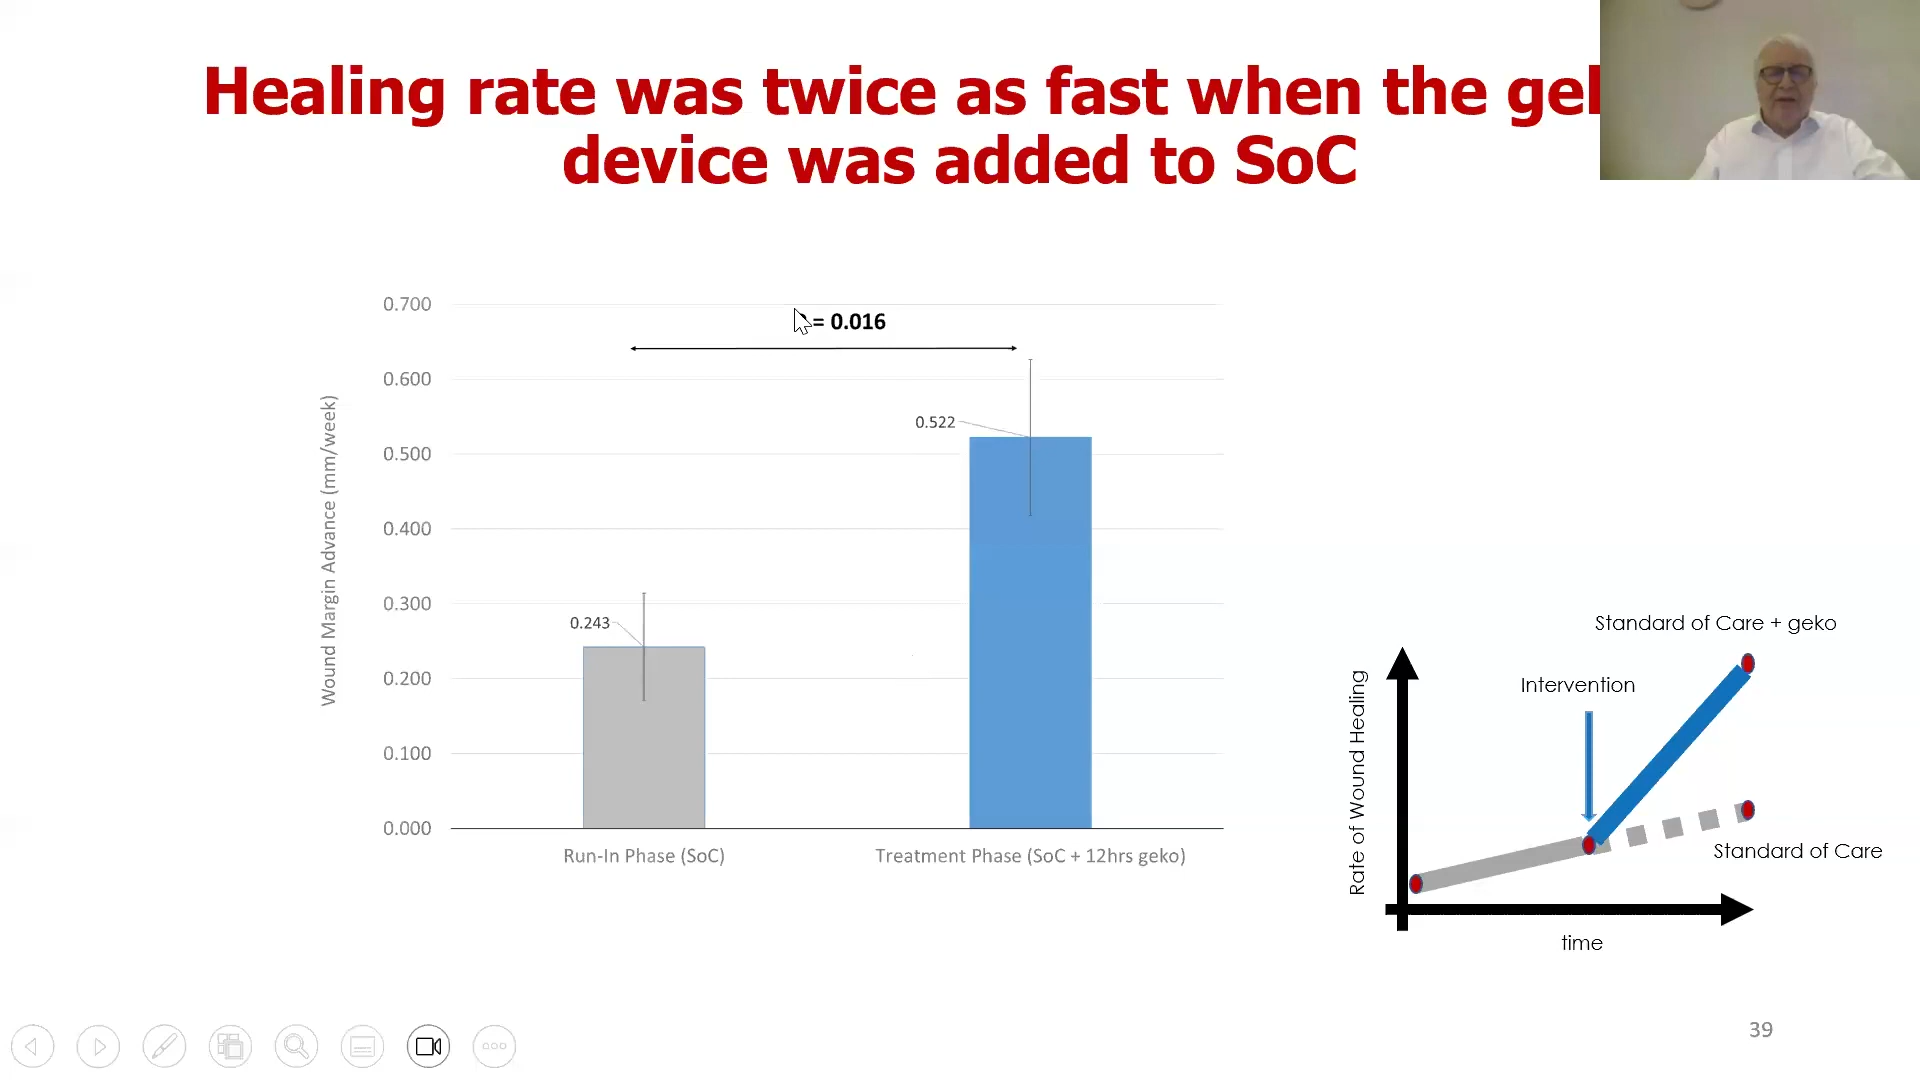 Healing rate was twice as fast when the
device was added to SoC
0.700
= 0.016
0.600
0.522
0.500
0.400
0.300
0.243
0.200
0.100
0.000
Wound Margin Advance (mm/week)
Run-In Phase (SoC)
Treatment Phase (SoC + 12hrs geko)
Standard of Care + geko
Intervention
Rate of Wound Healing
Standard of Care
time
39